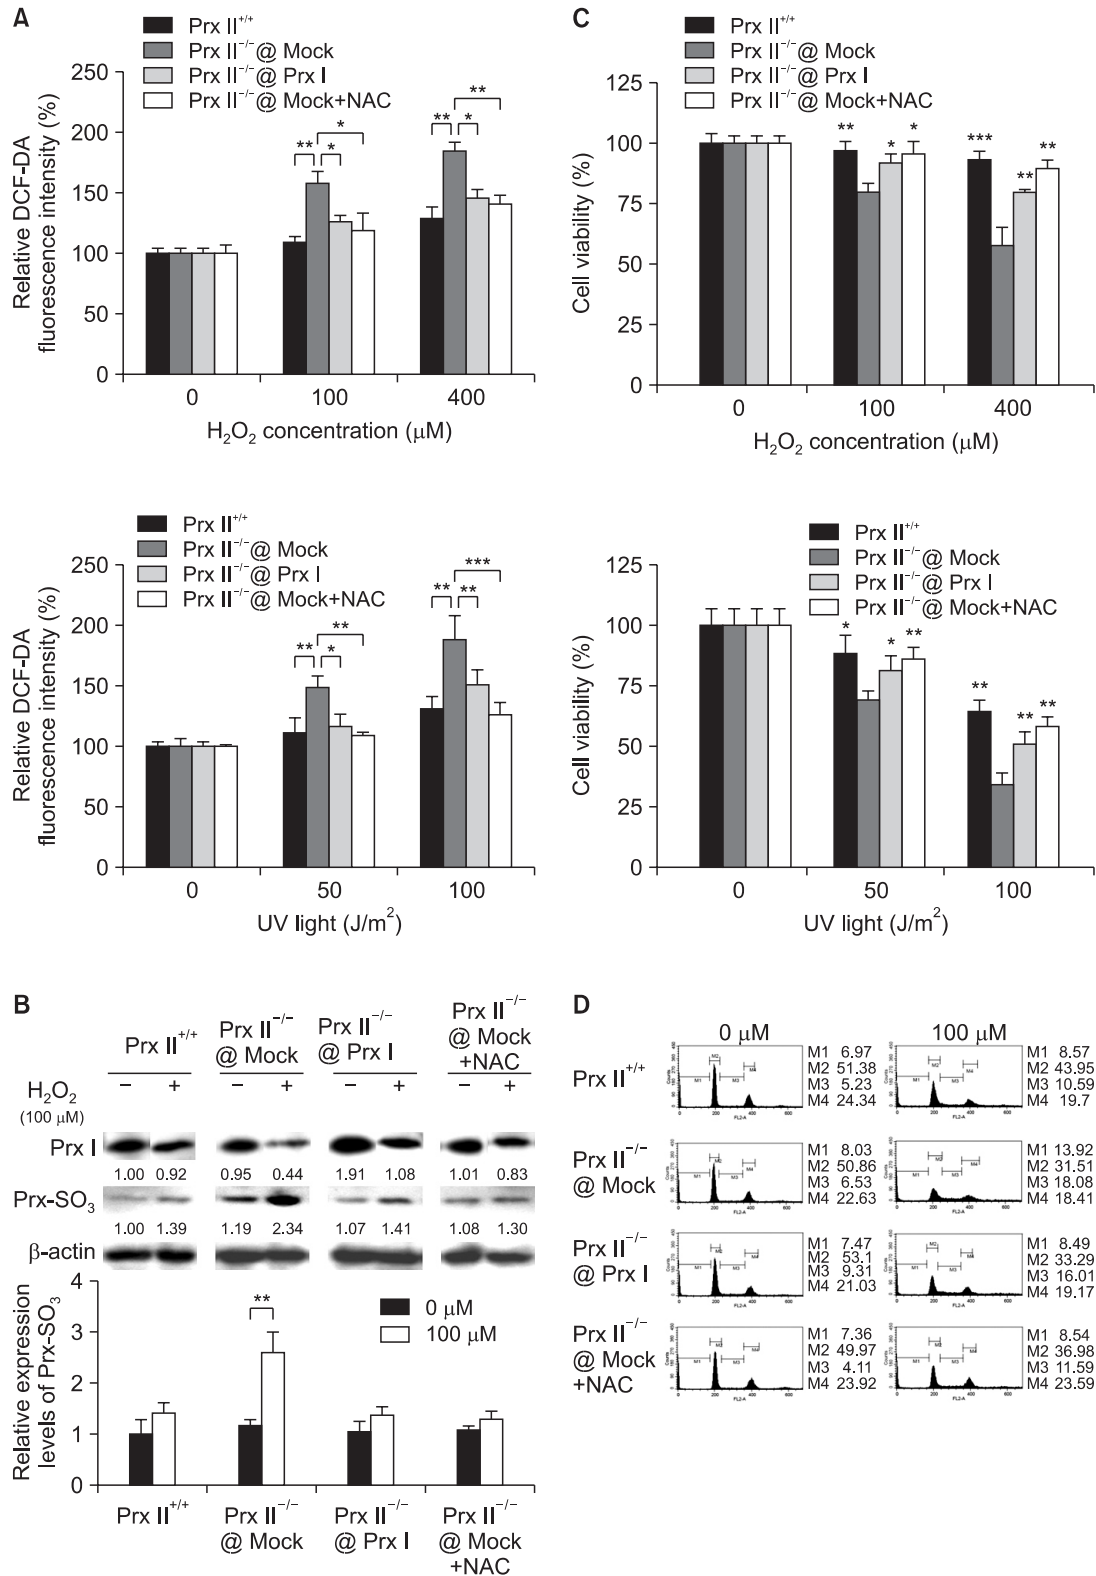 A
Prx II+/+
Prx II−/−@ Mock
Prx II−/−@ Prx I
Prx II−/−@ Mock+NAC
Relative DCF-DA
fluorescence intensity (%)
250
200
150
100
50
0
** * *
** * **
0 100 400
H2O2 concentration (μM)
Prx II+/+
Prx II−/−@ Mock
Prx II−/−@ Prx I
Prx II−/−@ Mock+NAC
Relative DCF-DA
fluorescence intensity (%)
250
200
150
100
50
0
** * **
** ** ***
0 50 100
UV light (J/m2)
C
Prx II+/+
Prx II−/−@ Mock
Prx II−/−@ Prx I
Prx II−/−@ Mock+NAC
Cell viability (%)
125
100
75
50
25
0
** * *
*** ** **
0 100 400
H2O2 concentration (μM)
Prx II+/+
Prx II−/−@ Mock
Prx II−/−@ Prx I
Prx II−/−@ Mock+NAC
Cell viability (%)
125
100
75
50
25
0
* * **
** ** **
0 50 100
UV light (J/m2)
B
Prx II+/+
Prx II−/−
@ Mock
Prx II−/−
@ Prx I
Prx II−/−
@ Mock
+NAC
H2O2 − + − + − + − +
(100 μM)
Prx I
1.00 0.92 0.95 0.44 1.91 1.08 1.01 0.83
Prx-SO3
1.00 1.39 1.19 2.34 1.07 1.41 1.08 1.30
β-actin
Relative expression
levels of Prx-SO3
4
3
2
1
0
**
0 μM
100 μM
Prx II+/+
Prx II−/−
@ Mock
Prx II−/−
@ Prx I
Prx II−/−
@ Mock
+NAC
D
0 μM 100 μM
Prx II+/+
M1 6.97
M2 51.38
M3 5.23
M4 24.34
M1 8.57
M2 43.95
M3 10.59
M4 19.7
Prx II−/−
@ Mock
M1 8.03
M2 50.86
M3 6.53
M4 22.63
M1 13.92
M2 31.51
M3 18.08
M4 18.41
Prx II−/−
@ Prx I
M1 7.47
M2 53.1
M3 9.31
M4 21.03
M1 8.49
M2 33.29
M3 16.01
M4 19.17
Prx II−/−
@ Mock
+NAC
M1 7.36
M2 49.97
M3 4.11
M4 23.92
M1 8.54
M2 36.98
M3 11.59
M4 23.59